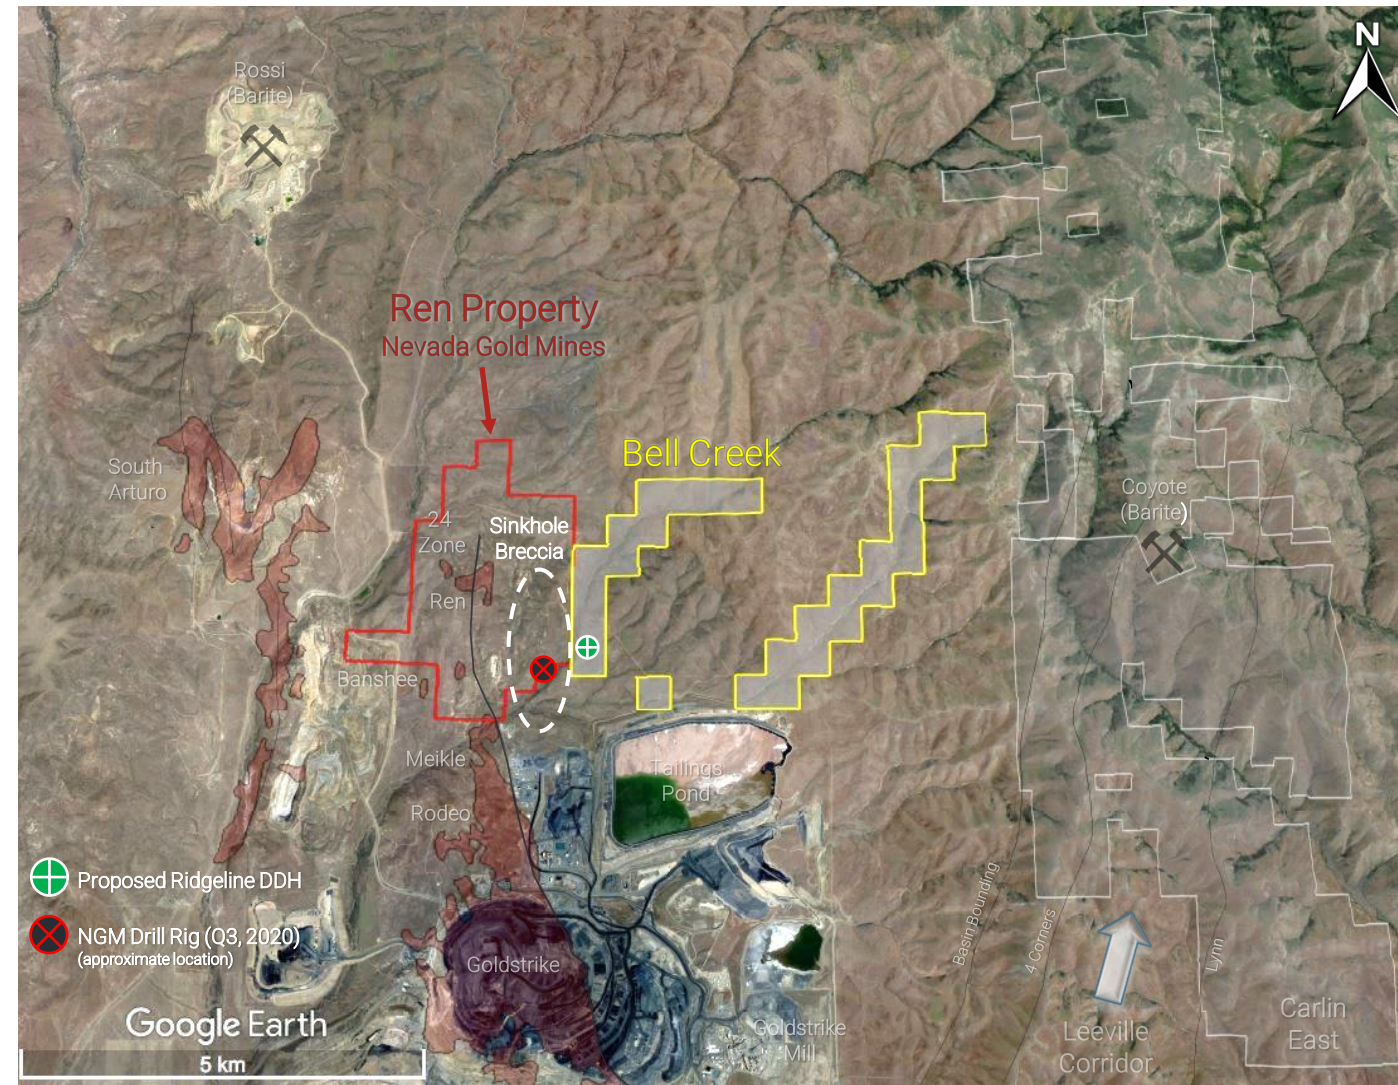 N
Rossi
(Barite)
Ren Property
Nevada Gold Mines
Bell Creek
South
Arturo
24
Zone
Sinkhole
Breccia
Coyote
(Barite)
Ren
Banshee
Meikle
Tailings
Pond
Rodeo
Proposed Ridgeline DDH
NGM Drill Rig (Q3, 2020)
(approximate location)
Basin Bounding
4 Corners
Lynn
Goldstrike
Google Earth
5 km
Goldstrike
Mill
Leeville
Corridor
Carlin
East